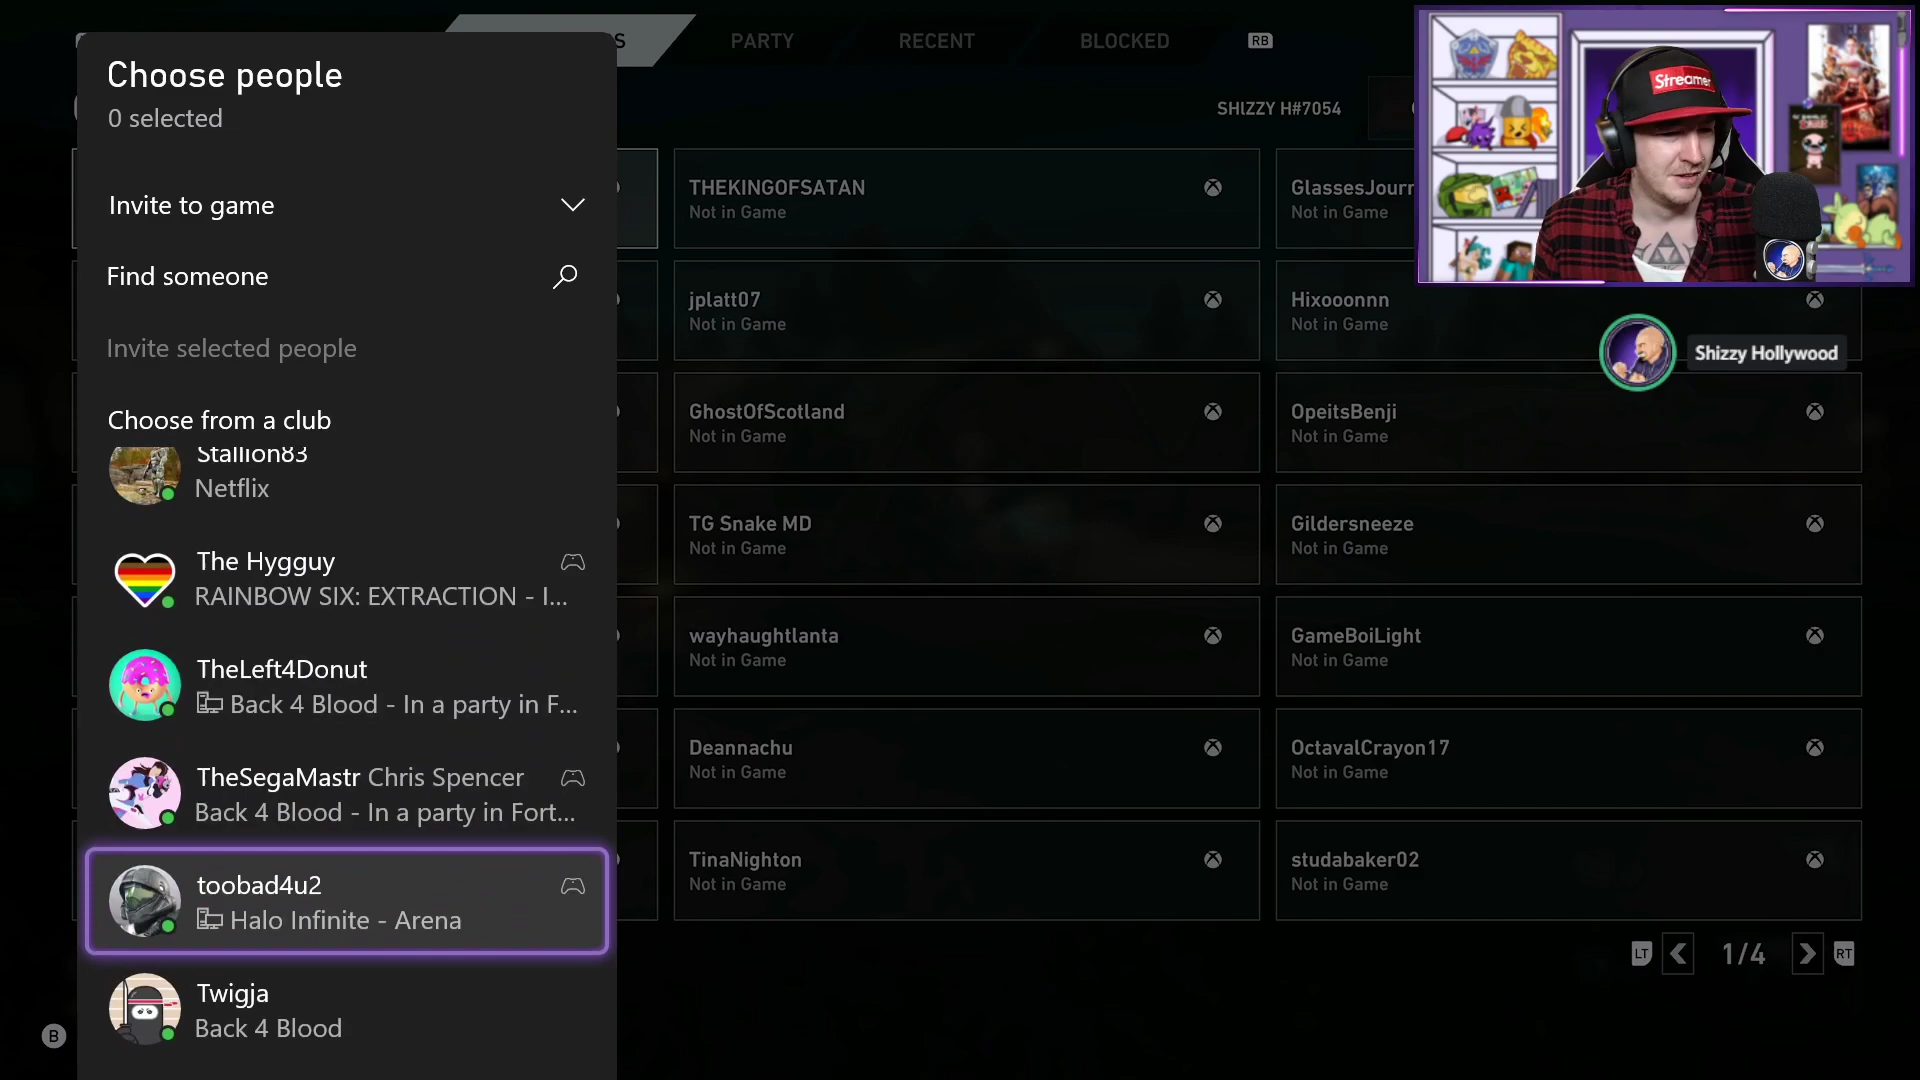 Choose people
0 selected
Invite to game
Find someone
Invite selected people
Choose from a club
Stallion83
Netflix
The Hygguy
RAINBOW SIX: EXTRACTION - I...
TheLeft4Donut
Back 4 Blood - In a party in F...
TheSegaMastr Chris Spencer
Back 4 Blood - In a party in Fort...
toobad4u2
Halo Infinite - Arena
Twigja
Back 4 Blood
B
S
PARTY
RECENT
BLOCKED
RB
SHIZZY H#7054
THEKINGOFSATAN
Not in Game
GlassesJourn
Not in Game
jplatt07
Not in Game
Hixooonnn
Not in Game
GhostOfScotland
Not in Game
OpeitsBenji
Not in Game
TG Snake MD
Not in Game
Gildersneeze
Not in Game
wayhaughtlanta
Not in Game
GameBoiLight
Not in Game
Deannachu
Not in Game
OctavalCrayon17
Not in Game
TinaNighton
Not in Game
studabaker02
Not in Game
LT
1/4
RT
Streamer
Shizzy Hollywood